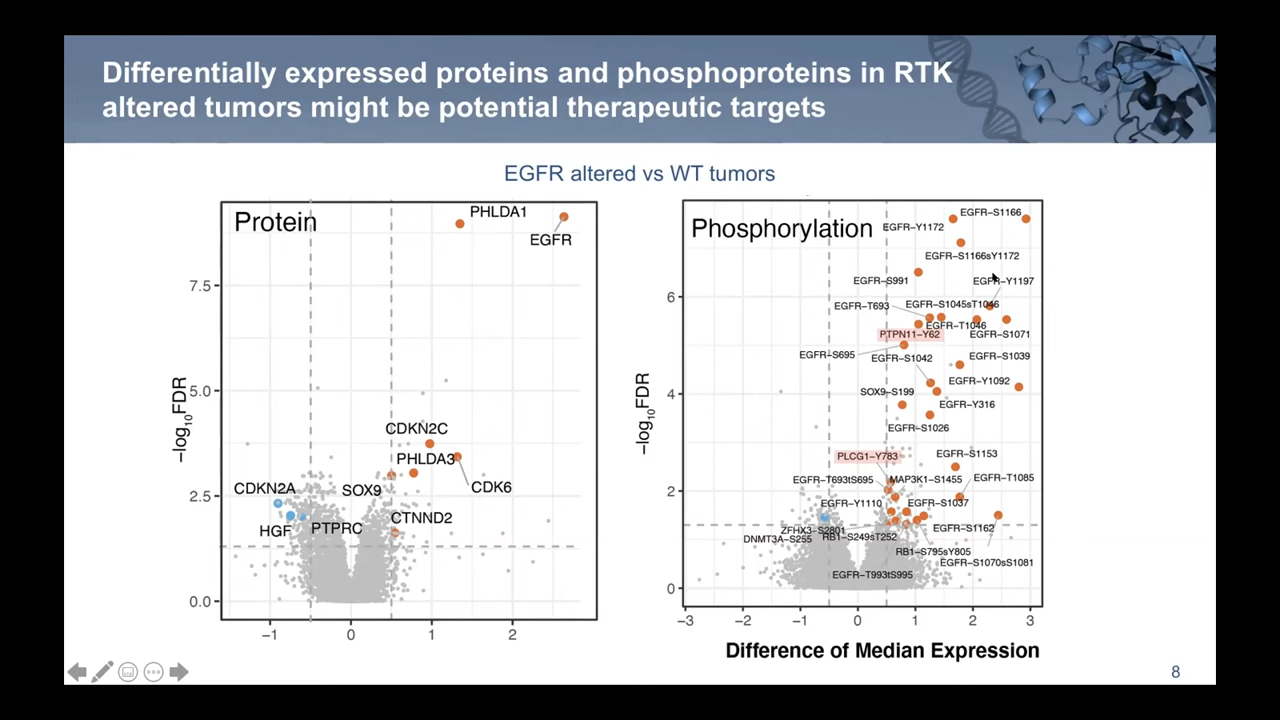 Differentially expressed proteins and phosphoproteins in RTK
altered tumors might be potential therapeutic targets
EGFR altered vs WT tumors
Protein
PHLDA1
EGFR
CDKN2C
PHLDA3
CDKN2A
SOX9
CDK6
HGF
PTPRC
CTNND2
−log10FDR
7.5
5.0
2.5
0.0
−1
0
1
2
Phosphorylation
EGFR−S1166
EGFR−Y1172
EGFR−S1166sY1172
EGFR−S991
EGFR−Y1197
EGFR−T693
EGFR−S1045sT1046
EGFR−T1046
PTPN11−Y62
EGFR−S1071
EGFR−S695
EGFR−S1042
EGFR−S1039
EGFR−Y1092
SOX9−S199
EGFR−Y316
EGFR−S1026
PLCG1−Y783
EGFR−S1153
EGFR−T693tS695
MAP3K1−S1455
EGFR−T1085
EGFR−Y1110
EGFR−S1037
ZFHX3−S2801
EGFR−S1162
DNMT3A−S255
RB1−S249sT252
RB1−S795sY805
EGFR−S1070sS1081
EGFR−T993tS995
−log10FDR
6
4
2
0
−3
−2
−1
0
1
2
3
Difference of Median Expression
8